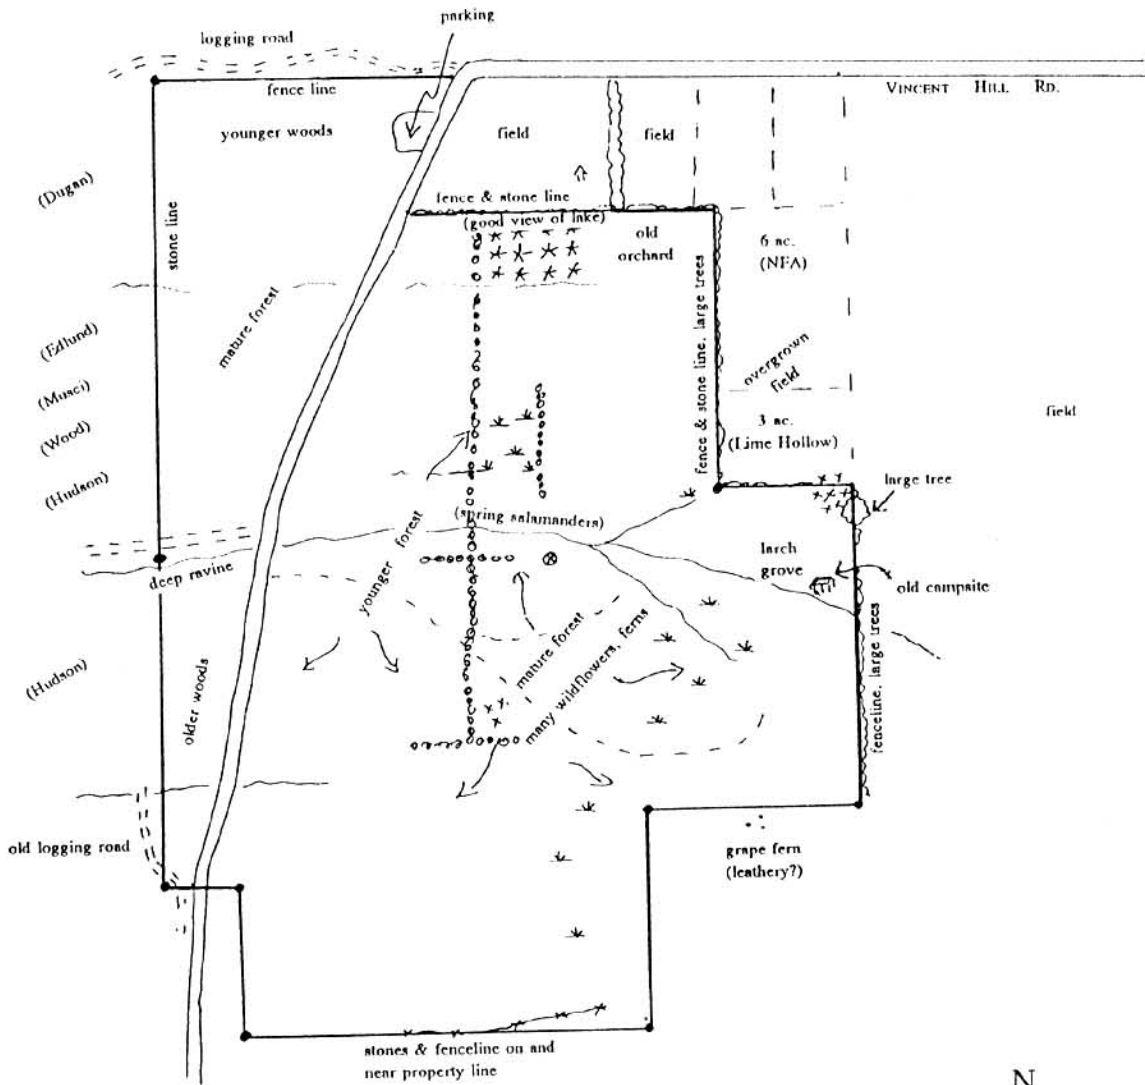 parking
logging road
fence line
VINCENT HILL RD.
younger woods
field
field
(Dugan)
stone line
fence & stone line
(good view of lake)
old
orchard
6 ac.
(NFA)
mature forest
fence & stone line, large trees
(Edlund)
(Musci)
(Wood)
(Hudson)
overgrown
field
3 ac.
(Lime Hollow)
field
large tree
(spring salamanders)
younger forest
deep ravine
larch
grove
old campsite
mature forest
many wildflowers, ferns
fenceline, large trees
(Hudson)
older woods
old logging road
grape fern
(leathery?)
stones & fenceline on and
near property line
N